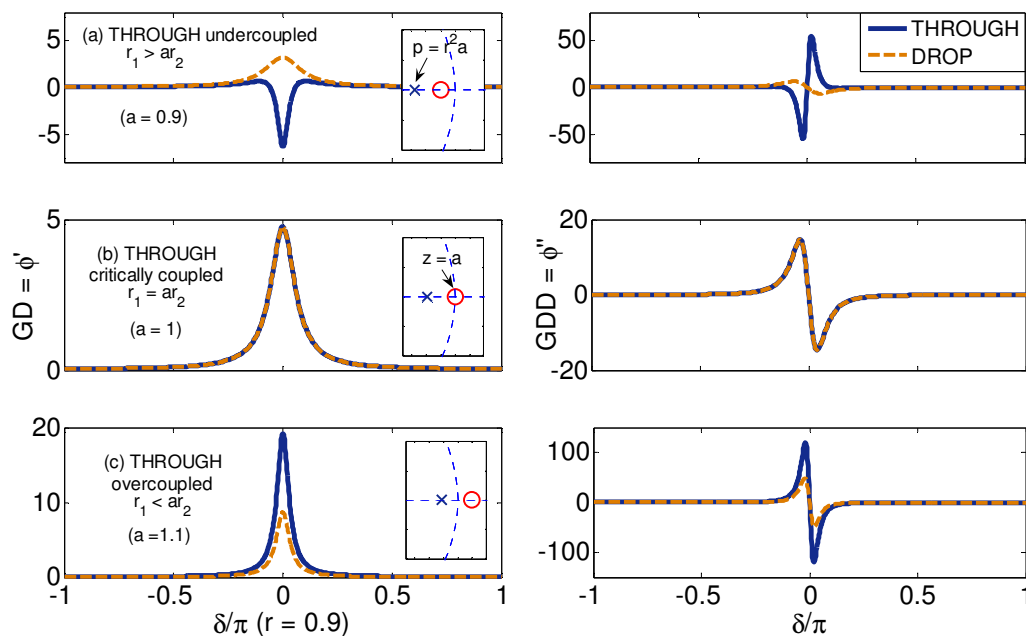 5
0
-5
(a) THROUGH undercoupled
r₁ > ar₂
(a = 0.9)
p = r²a
50
0
-50
THROUGH
DROP
GD = ϕ'
5
0
(b) THROUGH
critically coupled
r₁ = ar₂
(a = 1)
z = a
GDD = ϕ''
20
0
-20
20
10
0
(c) THROUGH
overcoupled
r₁ < ar₂
(a =1.1)
-1
-0.5
0
0.5
1
δ/π (r = 0.9)
100
0
-100
-1
-0.5
0
0.5
1
δ/π